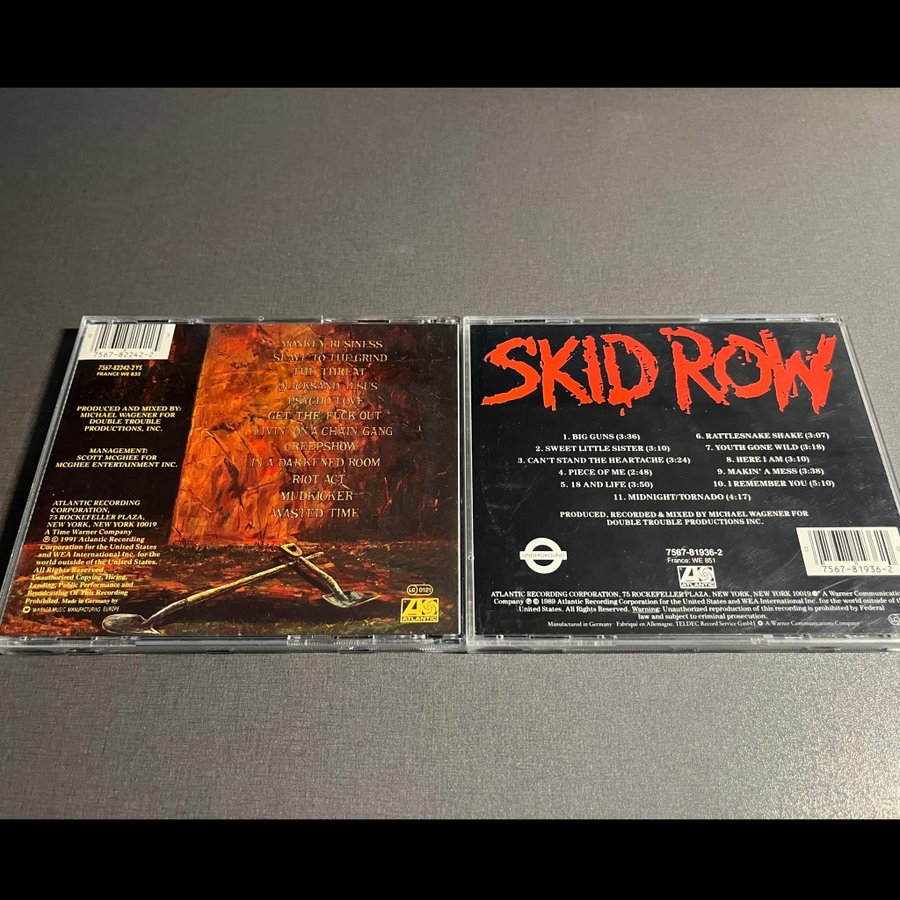 7567-82242-2
7567-82242-2 YS
FRANCE WE 833
PRODUCED AND MIXED BY:
MICHAEL WAGENER FOR
DOUBLE TROUBLE
PRODUCTIONS, INC.
MANAGEMENT:
SCOTT MCGHEE FOR
MCGHEE ENTERTAINMENT INC.
ATLANTIC RECORDING
CORPORATION,
75 ROCKEFELLER PLAZA,
NEW YORK, NEW YORK 10019
A Time Warner Company
℗ © 1991 Atlantic Recording
Corporation for the United States
and WEA International Inc. for the
world outside of the United States.
All Rights Reserved.
Unauthorized Copying, Hiring,
Lending, Public Performance and
Broadcasting Of This Recording
Prohibited. Made in Germany by
WARNER MUSIC MANUFACTURING EUROPE
MONKEY BUSINESS
SLAVE TO THE GRIND
THE THREAT
QUICKSAND JESUS
PSYCHO LOVE
GET THE FUCK OUT
LIVIN' ON A CHAIN GANG
CREEPSHOW
IN A DARKENED ROOM
RIOT ACT
MUDKICKER
WASTED TIME
LC 0121
ATLANTIC
SKID ROW
1. BIG GUNS (3:36)
2. SWEET LITTLE SISTER (3:10)
3. CAN'T STAND THE HEARTACHE (3:24)
4. PIECE OF ME (2:48)
5. 18 AND LIFE (3:50)
6. RATTLESNAKE SHAKE (3:07)
7. YOUTH GONE WILD (3:18)
8. HERE I AM (3:10)
9. MAKIN' A MESS (3:38)
10. I REMEMBER YOU (5:10)
11. MIDNIGHT/TORNADO (4:17)
PRODUCED, RECORDED & MIXED BY MICHAEL WAGENER FOR
DOUBLE TROUBLE PRODUCTIONS INC.
UNDERGROUND
7567-81936-2
France: WE 851
ATLANTIC
7567-81936-2
ATLANTIC RECORDING CORPORATION, 75 ROCKEFELLER PLAZA, NEW YORK, NEW YORK 10019 A Warner Communications
Company ℗ © 1989 Atlantic Recording Corporation for the United States and WEA International Inc. for the world outside of the
United States. All Rights Reserved. Warning: Unauthorized reproduction of this recording is prohibited by Federal
law and subject to criminal prosecution.
Manufactured in Germany · Fabriqué en Allemagne. TELDEC Record Service GmbH A Warner Communications Company